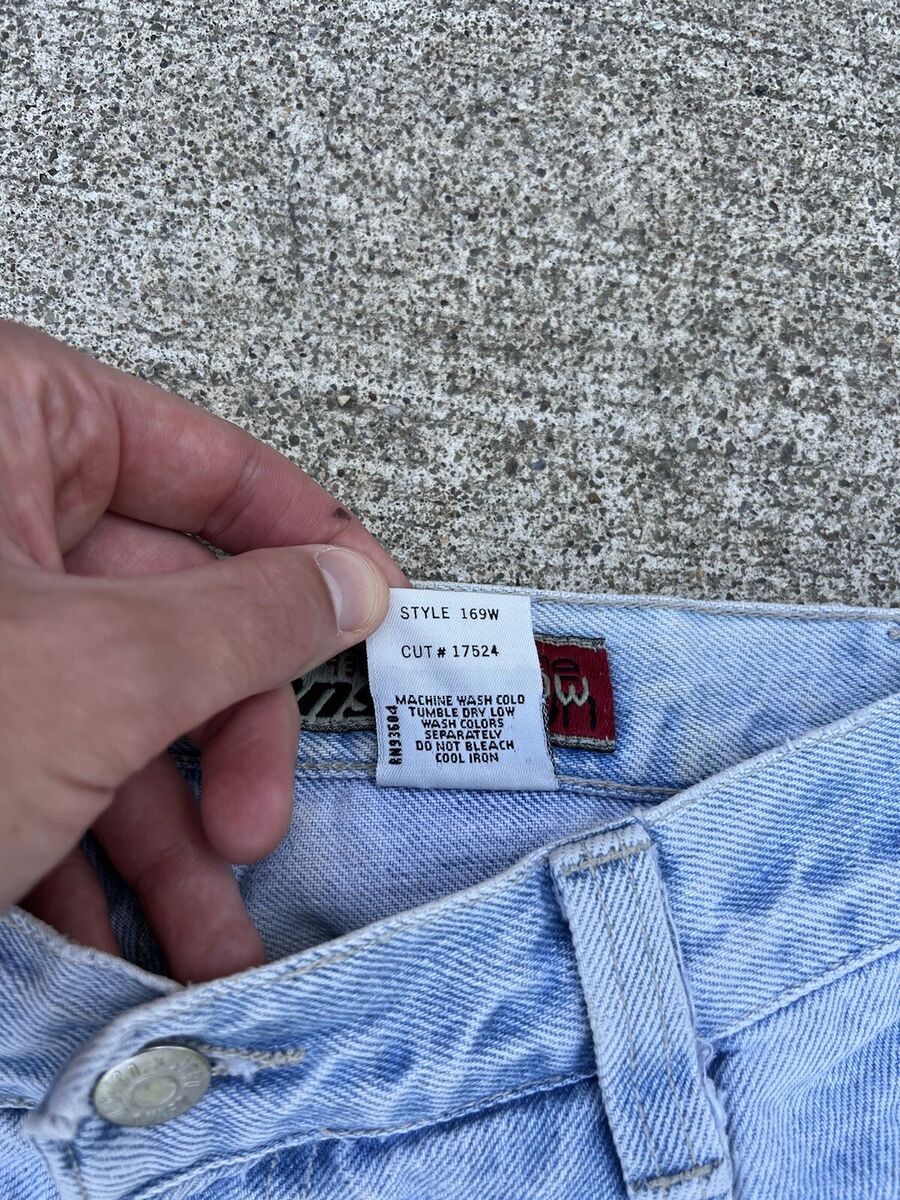 STYLE 169W
CUT# 17524
MACHINE WASH COLD
TUMBLE DRY LOW
WASH COLORS
SEPARATELY
DO NOT BLEACH
COOL IRON
RN93604